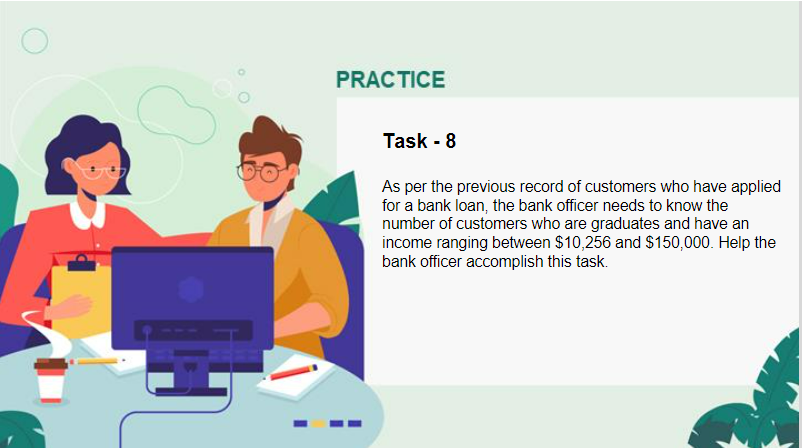 PRACTICE
Task - 8
As per the previous record of customers who have applied
for a bank loan, the bank officer needs to know the
number of customers who are graduates and have an
income ranging between $10,256 and $150,000. Help the
bank officer accomplish this task.